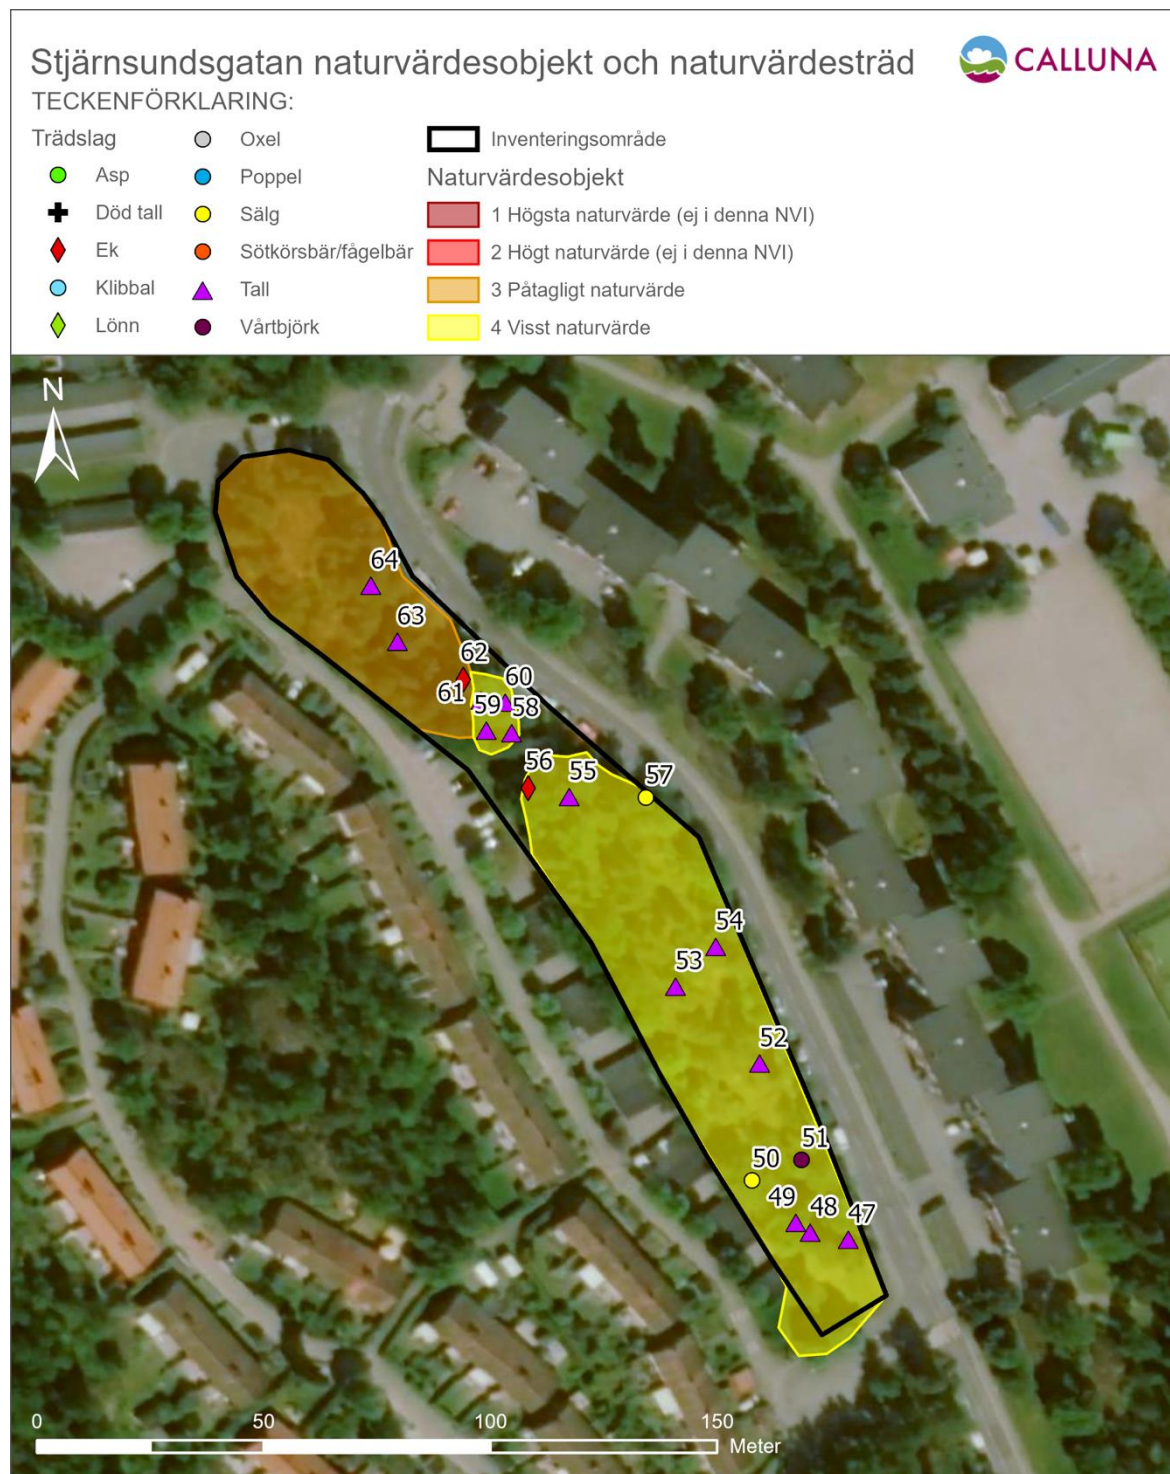 Stjärnsundsgatan naturvärdesobjekt och naturvärdesträd
CALLUNA
TECKENFÖRKLARING:
Trädslag
Asp
Död tall
Ek
Klibbal
Lönn
Oxel
Poppel
Sälg
Sötkörsbär/fågelbär
Tall
Vårtbjörk
Inventeringsområde
Naturvärdesobjekt
1 Högsta naturvärde (ej i denna NVI)
2 Högt naturvärde (ej i denna NVI)
3 Påtagligt naturvärde
4 Visst naturvärde
N
64
63
62
60
61
59
58
56
55
57
54
53
52
51
50
49
48
47
0 50 100 150
Meter